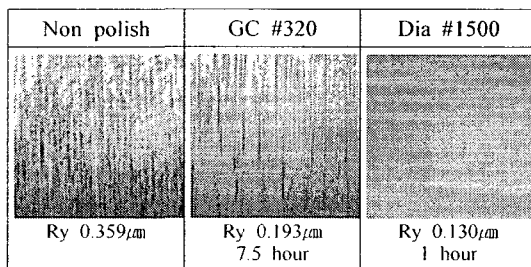 Non polish GC #320 Dia #1500
Ry 0.359㎛ Ry 0.193㎛ Ry 0.130㎛
7.5 hour 1 hour